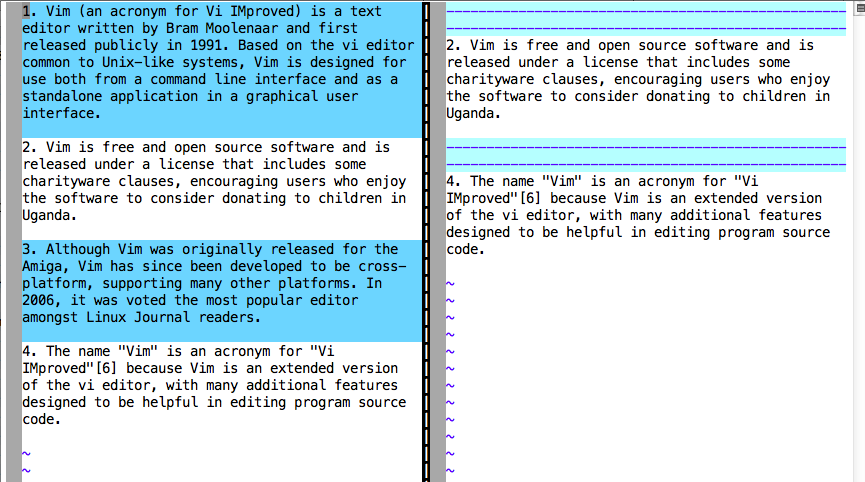 1. Vim (an acronym for Vi IMproved) is a text
editor written by Bram Moolenaar and first
released publicly in 1991. Based on the vi editor
common to Unix-like systems, Vim is designed for
use both from a command line interface and as a
standalone application in a graphical user
interface.
2. Vim is free and open source software and is
released under a license that includes some
charityware clauses, encouraging users who enjoy
the software to consider donating to children in
Uganda.
3. Although Vim was originally released for the
Amiga, Vim has since been developed to be cross-
platform, supporting many other platforms. In
2006, it was voted the most popular editor
amongst Linux Journal readers.
4. The name "Vim" is an acronym for "Vi
IMproved"[6] because Vim is an extended version
of the vi editor, with many additional features
designed to be helpful in editing program source
code.
~
~
2. Vim is free and open source software and is
released under a license that includes some
charityware clauses, encouraging users who enjoy
the software to consider donating to children in
Uganda.
4. The name "Vim" is an acronym for "Vi
IMproved"[6] because Vim is an extended version
of the vi editor, with many additional features
designed to be helpful in editing program source
code.
~
~
~
~
~
~
~
~
~
~
~
~